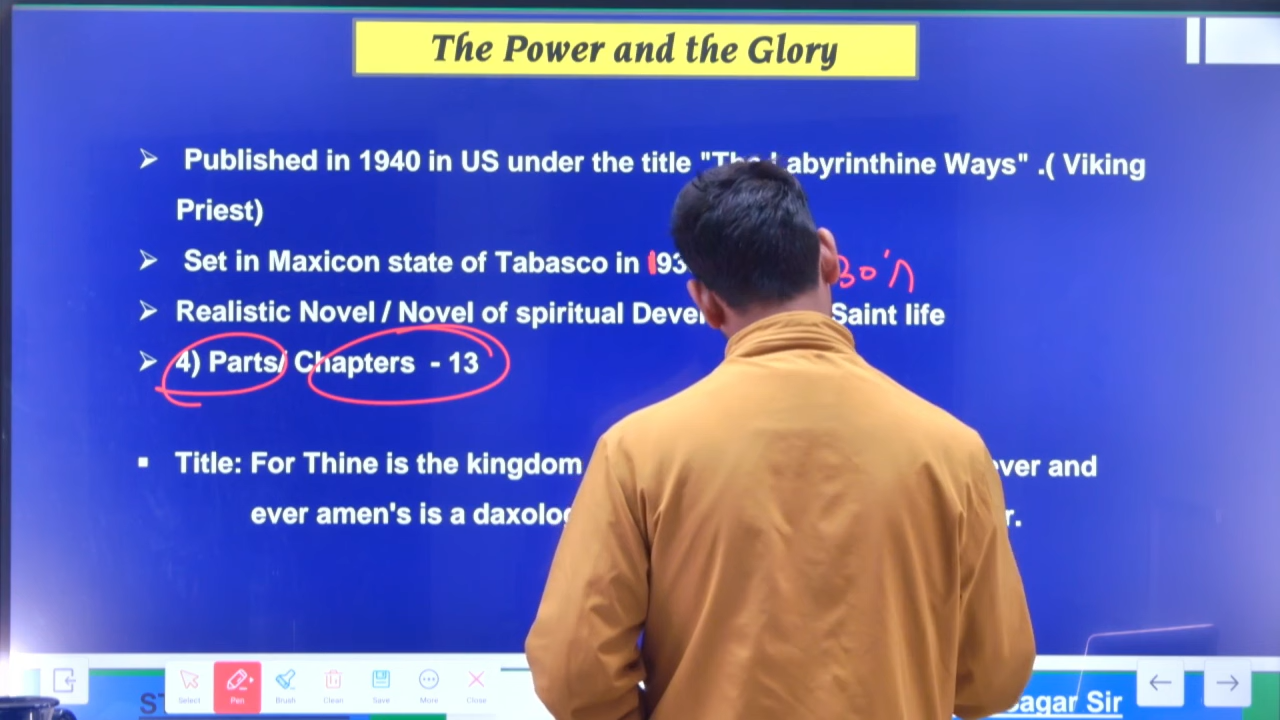 The Power and the Glory
➢ Published in 1940 in US under the title "The Labyrinthine Ways" .( Viking
Priest)
➢ Set in Maxicon state of Tabasco in 193 30's
➢ Realistic Novel / Novel of spiritual Saint life
➢ 4) Parts/ Chapters - 13
▪ Title: For Thine is the kingdom ever and
ever amen's is a
Select Pen Brush Clean Save More Close
Sagar Sir